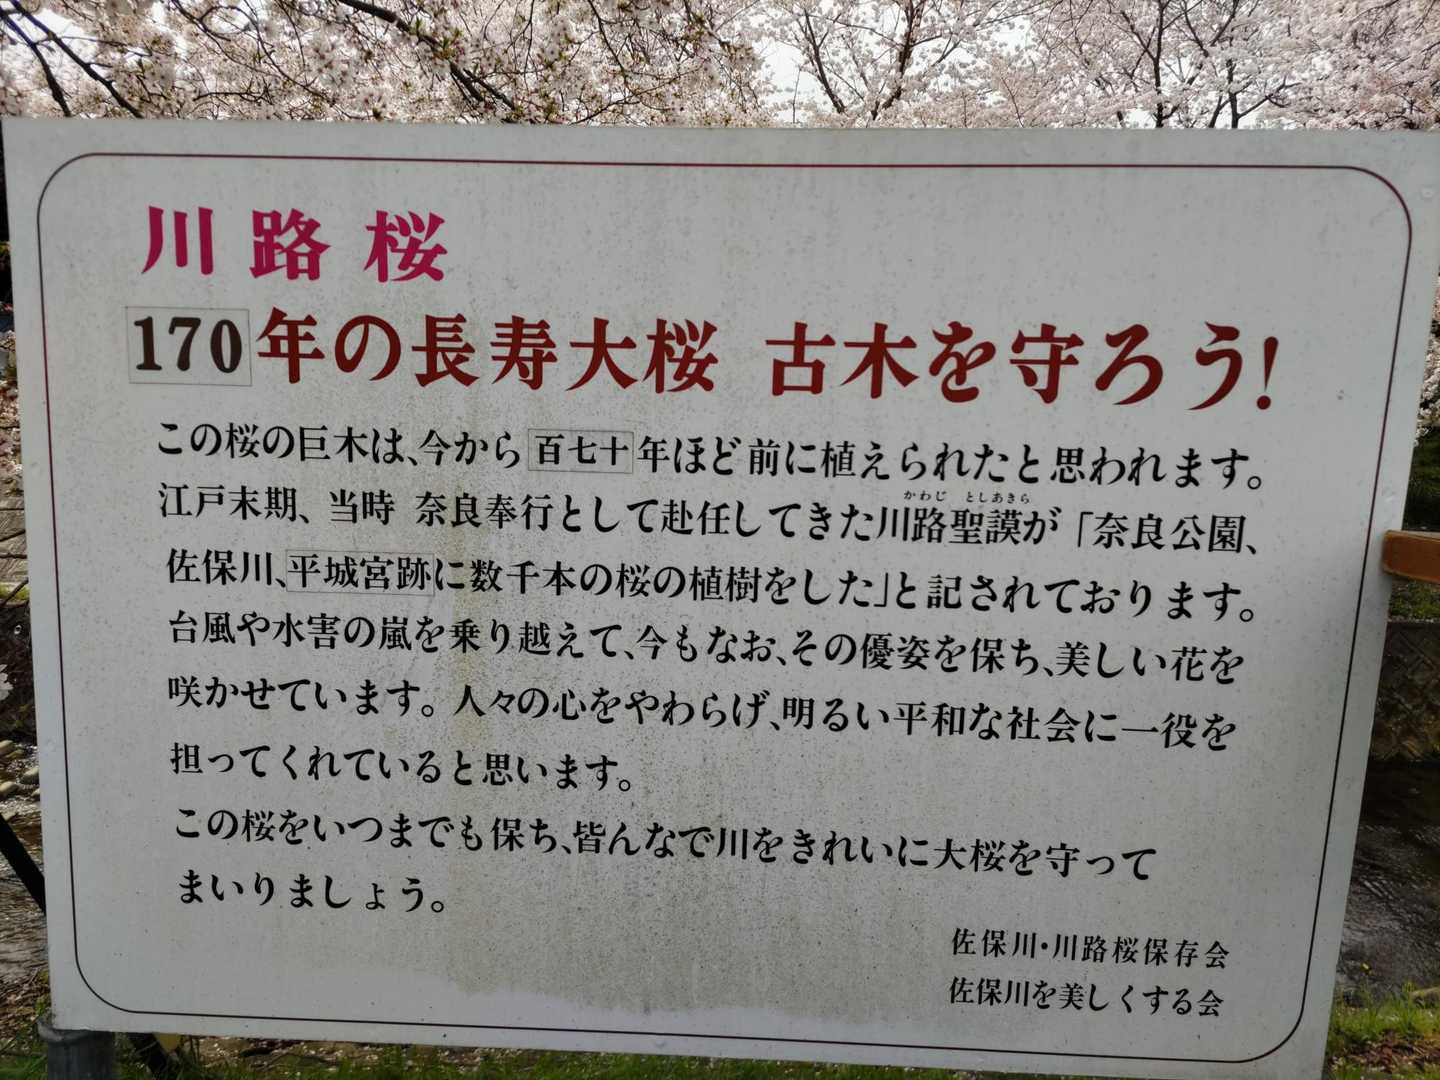 川路桜
170年の長寿大桜 古木を守ろう!
この桜の巨木は、今から百七十年ほど前に植えられたと思われます。
かわじ としあきら
江戸末期、当時 奈良奉行として赴任してきた川路聖謨が「奈良公園、
佐保川、平城宮跡に数千本の桜の植樹をした」と記されております。
台風や水害の嵐を乗り越えて、今もなお、その優姿を保ち、美しい花を
咲かせています。人々の心をやわらげ、明るい平和な社会に一役を
担ってくれていると思います。
この桜をいつまでも保ち、皆んなで川をきれいに大桜を守って
まいりましょう。
佐保川・川路桜保存会
佐保川を美しくする会